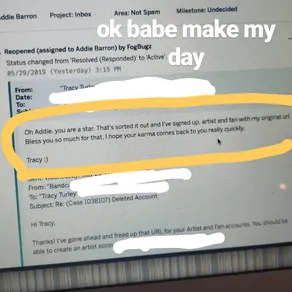 Addie Barron Project: Inbox Area: Not Spam Milestone: Undecided
ok babe make my
day
Reopened (assigned to Addie Barron) by FogBugz
Status changed from 'Resolved (Responded)' to 'Active'.
05/29/2019 (Yesterday) 3:15 PM
From: "Tracy
Date:
To:
Oh Addie, you are a star. That's sorted it out and I've signed up, artist and fan with my original url.
Bless you so much for that, I hope your karma comes back to you really quickly.
Tracy :)
From: "Bandc
To: "Tracy Turley
Subject: Re: (Case 1038107) Deleted Account
Hi Tracy,
Thanks! I've gone ahead and freed up that URL for your Artist and Fan accounts. You should be
able to create an artist acco